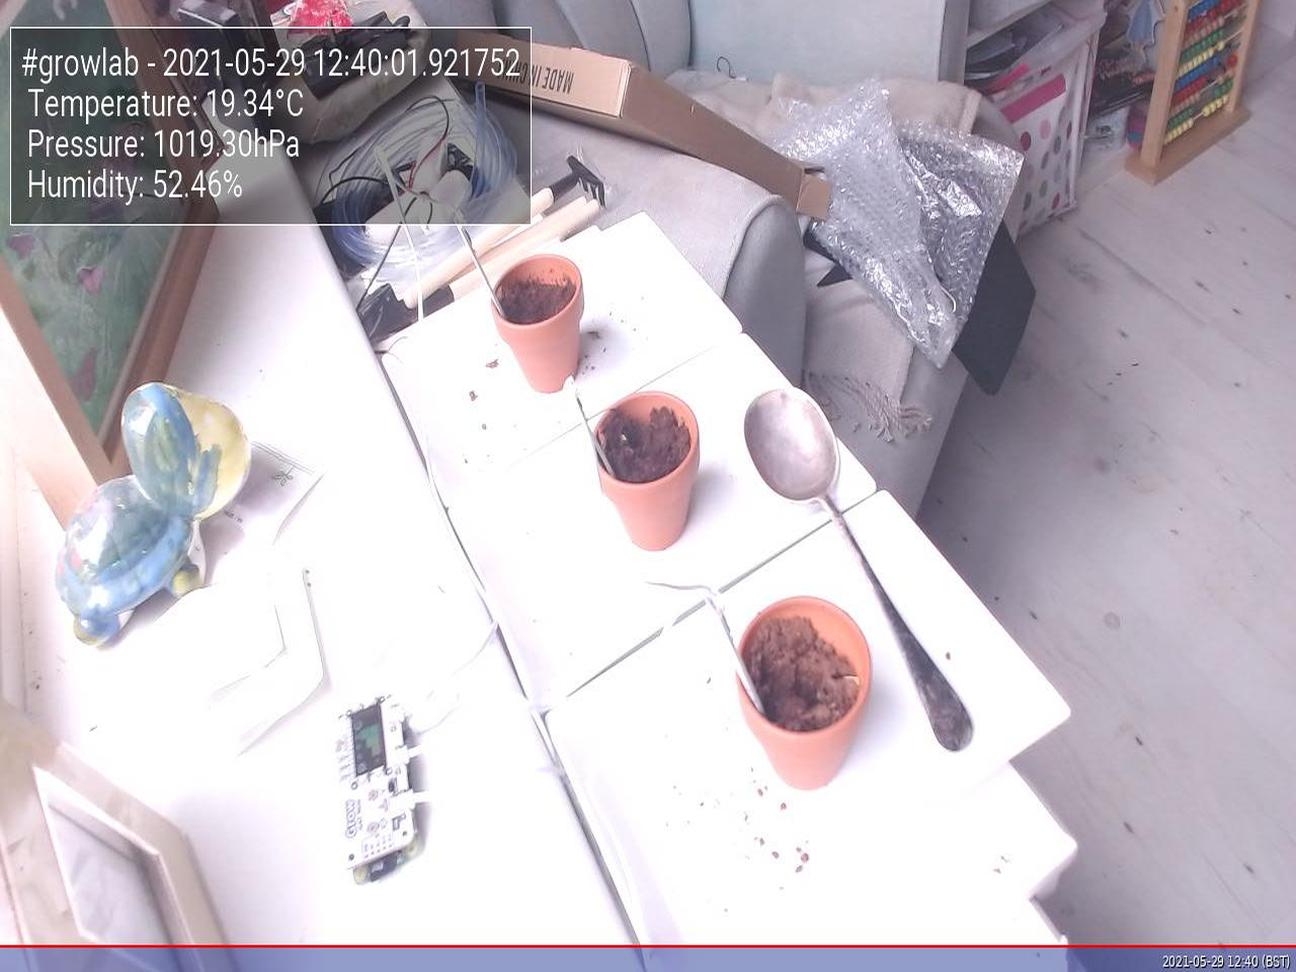 #growlab - 2021-05-29 12:40:01.921752
Temperature: 19.34°C
Pressure: 1019.30hPa
Humidity: 52.46%
MADE IN
Grow
2021-05-29 12:40 (BST)